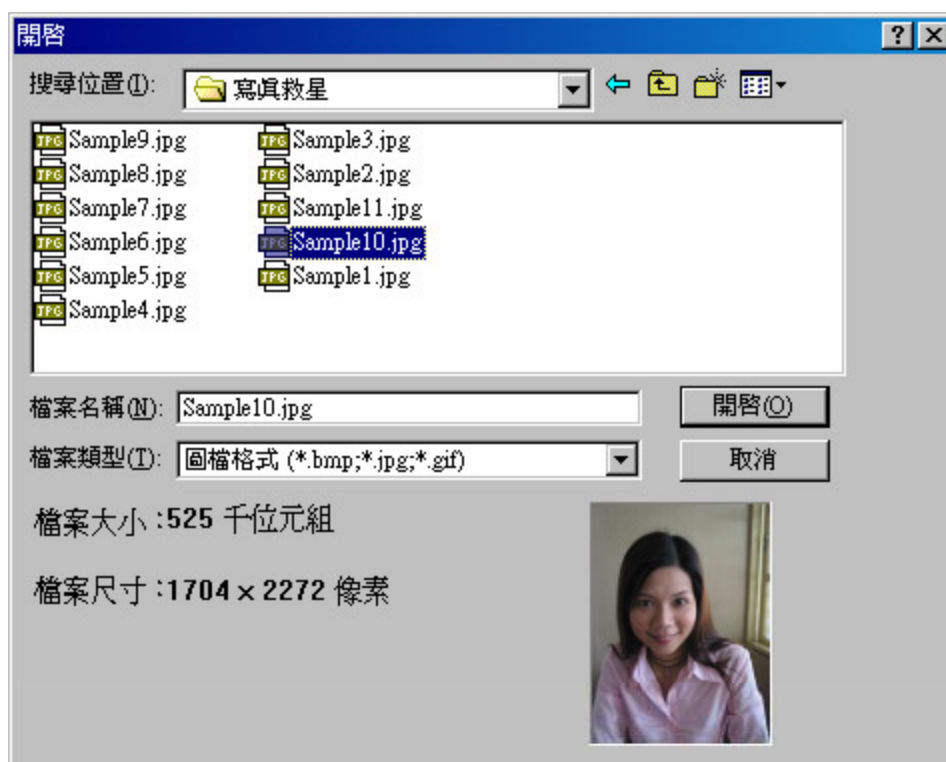 開啓
搜尋位置(I):
寫眞救星
Sample9.jpg
Sample8.jpg
Sample7.jpg
Sample6.jpg
Sample5.jpg
Sample4.jpg
Sample3.jpg
Sample2.jpg
Sample11.jpg
Sample10.jpg
Sample1.jpg
檔案名稱(N): Sample10.jpg 開啓(O)
檔案類型(T): 圖檔格式 (*.bmp;*.jpg;*.gif) 取消
檔案大小 :525 千位元組
檔案尺寸 :1704 × 2272 像素